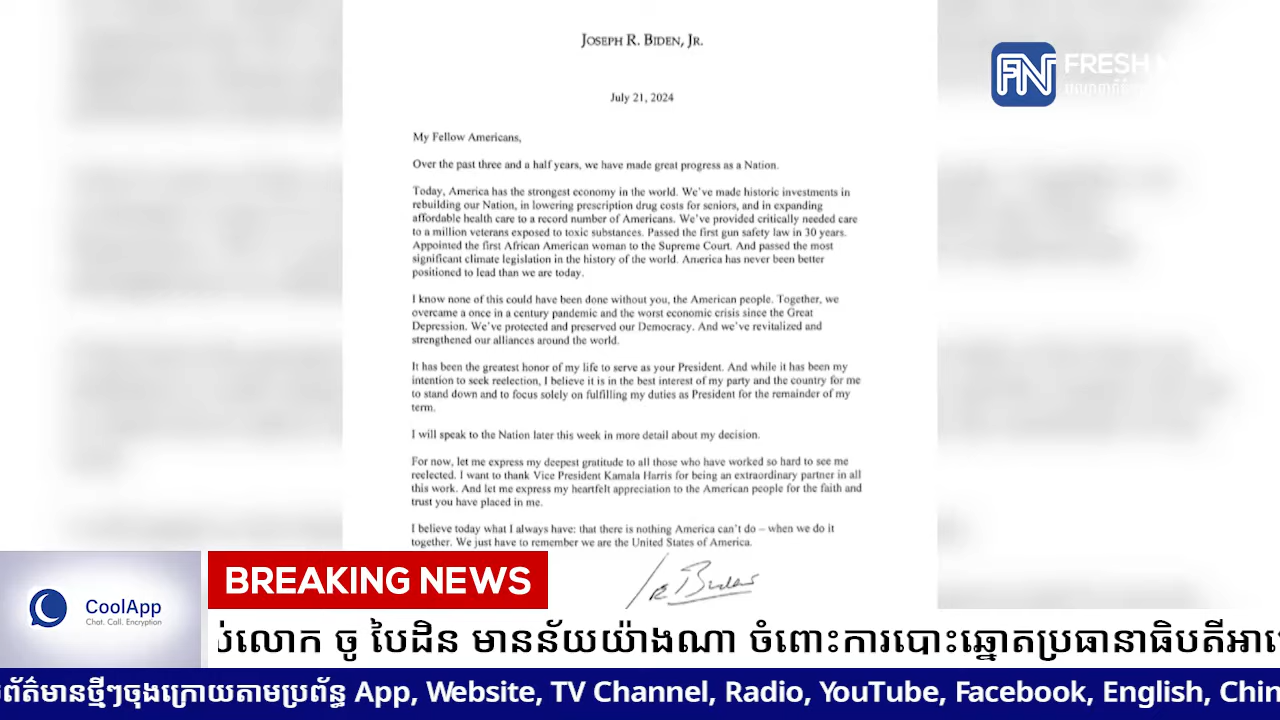 JOSEPH R. BIDEN, JR.
FRESH
July 21, 2024
My Fellow Americans,
Over the past three and a half years, we have made great progress as a Nation.
Today, America has the strongest economy in the world. We've made historic investments in
rebuilding our Nation, in lowering prescription drug costs for seniors, and in expanding
affordable health care to a record number of Americans. We've provided critically needed care
to a million veterans exposed to toxic substances. Passed the first gun safety law in 30 years.
Appointed the first African American woman to the Supreme Court. And passed the most
significant climate legislation in the history of the world. America has never been better
positioned to lead than we are today.
I know none of this could have been done without you, the American people. Together, we
overcame a once in a century pandemic and the worst economic crisis since the Great
Depression. We've protected and preserved our Democracy. And we've revitalized and
strengthened our alliances around the world.
It has been the greatest honor of my life to serve as your President. And while it has been my
intention to seek reelection, I believe it is in the best interest of my party and the country for me
to stand down and to focus solely on fulfilling my duties as President for the remainder of my
term.
I will speak to the Nation later this week in more detail about my decision.
For now, let me express my deepest gratitude to all those who have worked so hard to see me
reelected. I want to thank Vice President Kamala Harris for being an extraordinary partner in all
this work. And let me express my heartfelt appreciation to the American people for the faith and
trust you have placed in me.
I believe today what I always have: that there is nothing America can't do – when we do it
together. We just have to remember we are the United States of America.
BREAKING NEWS
CoolApp
Chat. Call. Encryption
លោក ចូ បៃដិន មានន័យយ៉ាងណា ចំពោះការបោះឆ្នោតប្រធានាធិបតីអា
ព័ត៌មានថ្មីៗចុងក្រោយតាមប្រព័ន្ធ App, Website, TV Channel, Radio, YouTube, Facebook, English, Chin